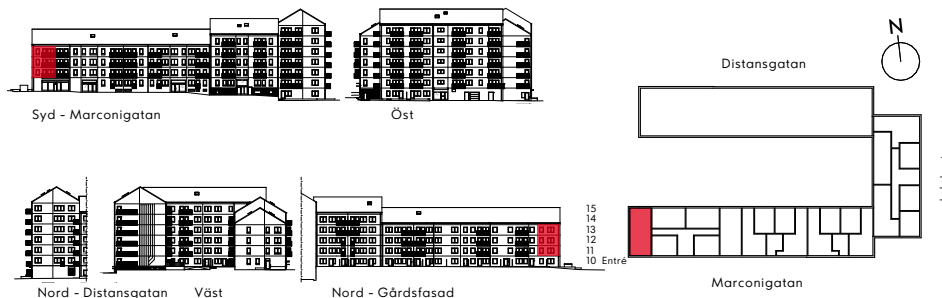 Syd - Marconigatan
Öst
Nord - Distansgatan
Väst
Nord - Gårdsfasad
15
14
13
12
11
10 Entré
N
Distansgatan
Marconigatan